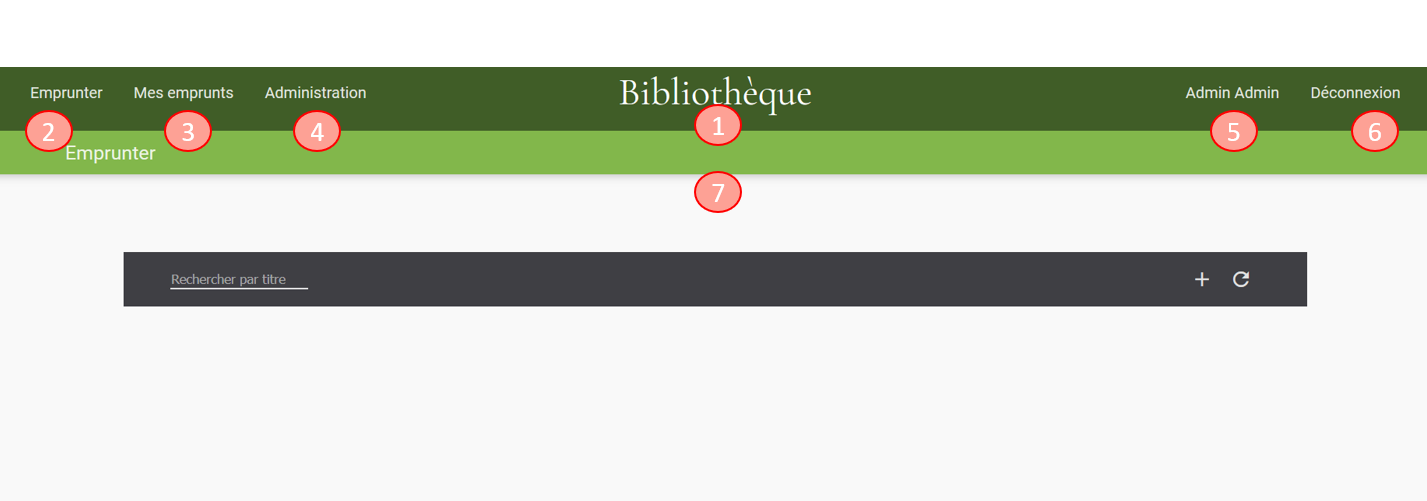 Emprunter Mes emprunts Administration Bibliothèque Admin Admin Déconnexion
2 3 4 1 5 6
Emprunter
7
Rechercher par titre